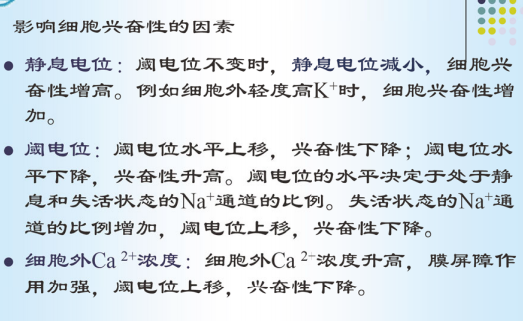 影响细胞兴奋性的因素
● 静息电位：阈电位不变时，静息电位减小，细胞兴
奋性增高。例如细胞外轻度高K⁺时，细胞兴奋性增
加。
● 阈电位：阈电位水平上移，兴奋性下降；阈电位水
平下降，兴奋性升高。阈电位的水平决定于处于静
息和失活状态的Na⁺通道的比例。失活状态的Na⁺通
道的比例增加，阈电位上移，兴奋性下降。
● 细胞外Ca ²⁺浓度：细胞外Ca ²⁺浓度升高，膜屏障作
用加强，阈电位上移，兴奋性下降。